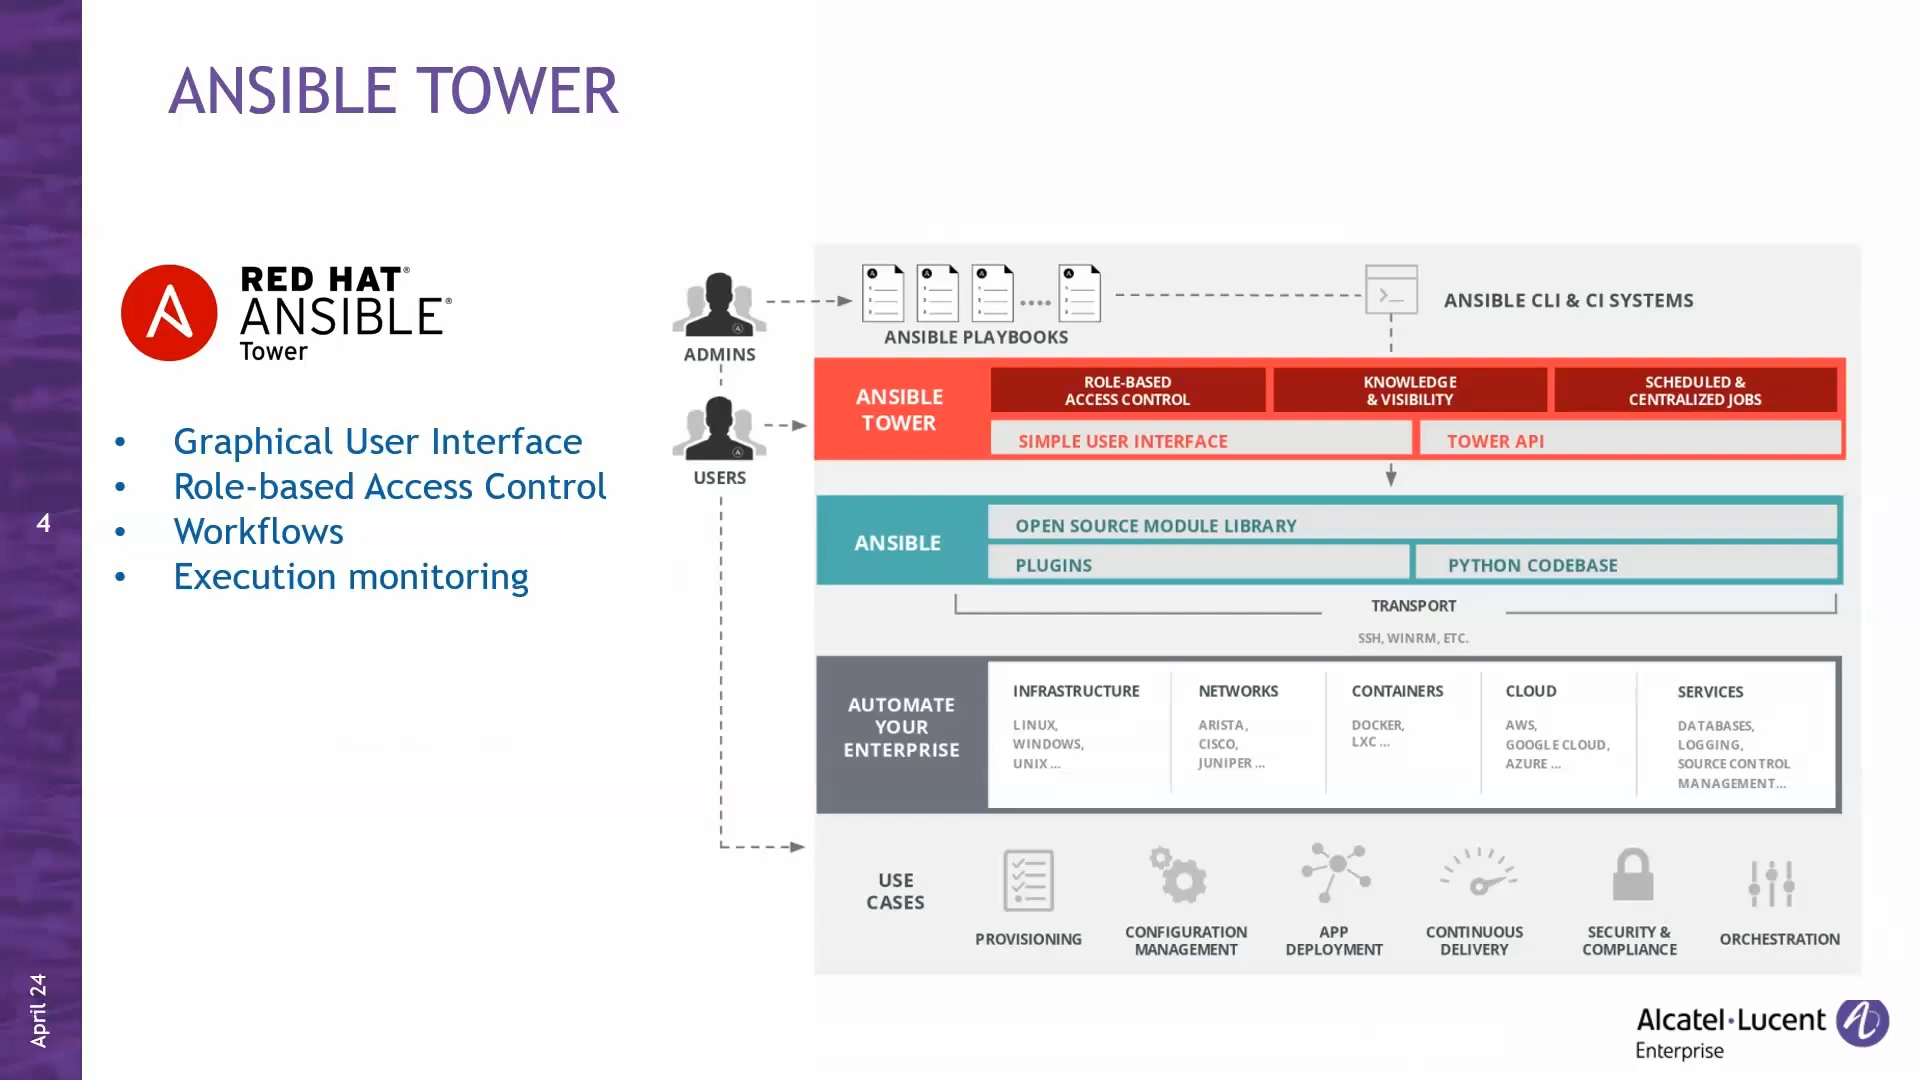 ANSIBLE TOWER
RED HAT®
ANSIBLE®
Tower
• Graphical User Interface
• Role-based Access Control
• Workflows
• Execution monitoring
4
April 24
ADMINS
USERS
ANSIBLE PLAYBOOKS
ANSIBLE CLI & CI SYSTEMS
ANSIBLE
TOWER
ROLE-BASED
ACCESS CONTROL
KNOWLEDGE
& VISIBILITY
SCHEDULED &
CENTRALIZED JOBS
SIMPLE USER INTERFACE
TOWER API
ANSIBLE
OPEN SOURCE MODULE LIBRARY
PLUGINS
PYTHON CODEBASE
TRANSPORT
SSH, WINRM, ETC.
AUTOMATE
YOUR
ENTERPRISE
INFRASTRUCTURE
LINUX,
WINDOWS,
UNIX ...
NETWORKS
ARISTA,
CISCO,
JUNIPER ...
CONTAINERS
DOCKER,
LXC ...
CLOUD
AWS,
GOOGLE CLOUD,
AZURE ...
SERVICES
DATABASES,
LOGGING,
SOURCE CONTROL
MANAGEMENT...
USE
CASES
PROVISIONING
CONFIGURATION
MANAGEMENT
APP
DEPLOYMENT
CONTINUOUS
DELIVERY
SECURITY &
COMPLIANCE
ORCHESTRATION
Alcatel·Lucent
Enterprise